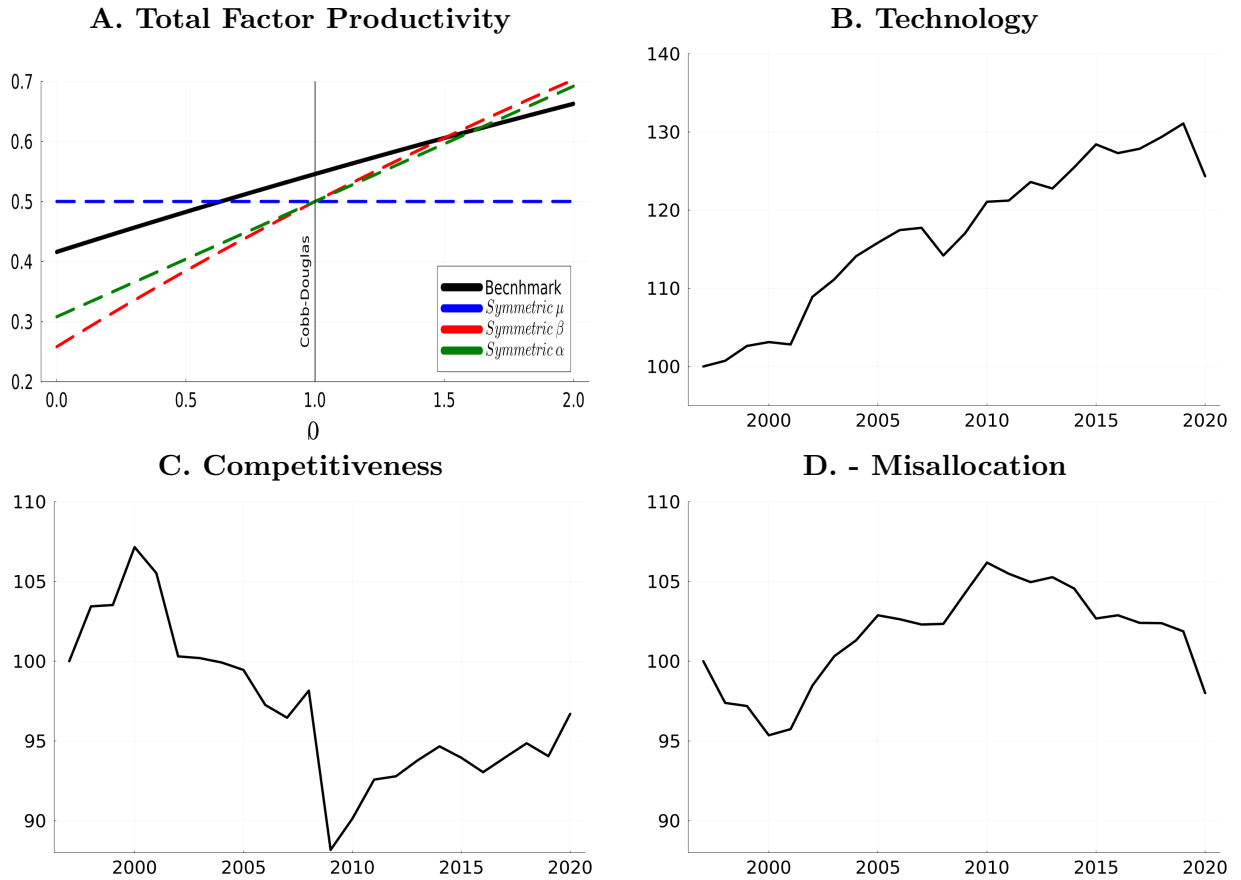 A. Total Factor Productivity
0.7
0.6
0.5
0.4
0.3
0.2
0.0 0.5 1.0 1.5 2.0
Cobb-Douglas
Becnhmark
Symmetric μ
Symmetric β
Symmetric α
B. Technology
140
130
120
110
100
2000 2005 2010 2015 2020
C. Competitiveness
110
105
100
95
90
2000 2005 2010 2015 2020
D. - Misallocation
110
105
100
95
90
2000 2005 2010 2015 2020